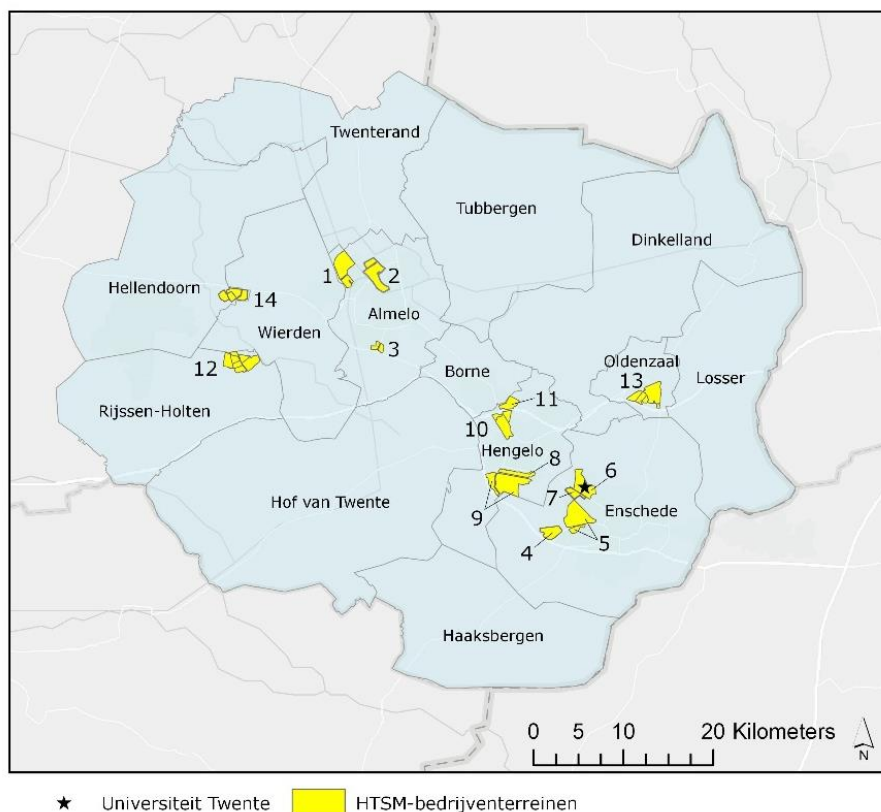 Twenterand
Tubbergen
Dinkelland
1
2
Hellendoorn
14
Almelo
Wierden
3
Oldenzaal
12
Borne
13
Losser
Rijssen-Holten
11
10
Hengelo
8
6
7
Hof van Twente
9
Enschede
4
5
Haaksbergen
0 5 10 20 Kilometers
N
Universiteit Twente HTSM-bedrijventerreinen